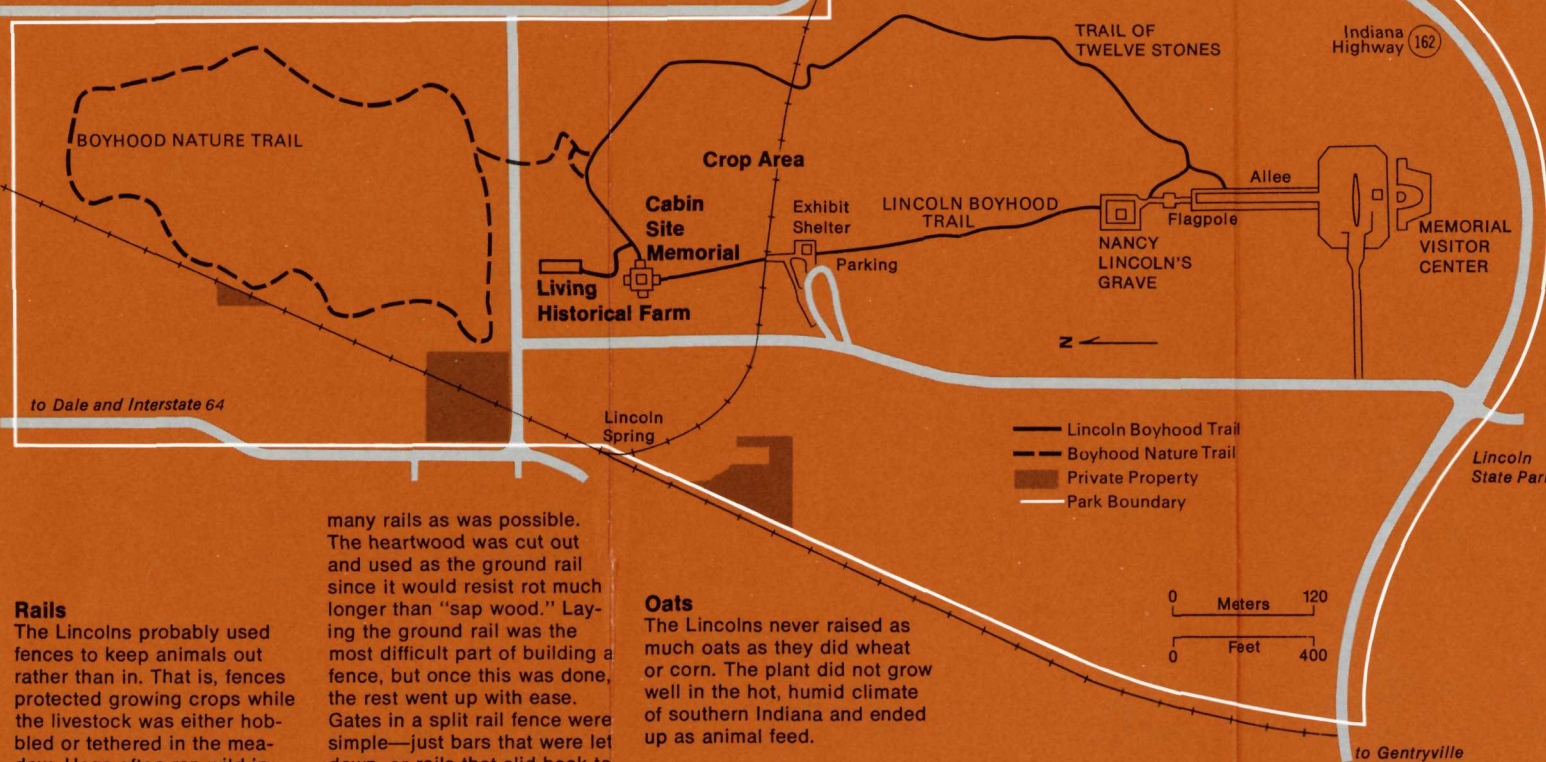 TRAIL OF
TWELVE STONES
Indiana
Highway 162
BOYHOOD NATURE TRAIL
Crop Area
Cabin
Site
Memorial
Exhibit
Shelter
LINCOLN BOYHOOD
TRAIL
Allee
Flagpole
MEMORIAL
VISITOR
CENTER
NANCY
LINCOLN'S
GRAVE
Parking
Living
Historical Farm
N
to Dale and Interstate 64
Lincoln
Spring
Lincoln Boyhood Trail
Boyhood Nature Trail
Private Property
Park Boundary
Lincoln
State Par
0 Meters 120
0 Feet 400
to Gentryville
Rails
The Lincolns probably used
fences to keep animals out
rather than in. That is, fences
protected growing crops while
the livestock was either hob-
bled or tethered in the mea-
many rails as was possible.
The heartwood was cut out
and used as the ground rail
since it would resist rot much
longer than "sap wood." Lay-
ing the ground rail was the
most difficult part of building a
fence, but once this was done,
the rest went up with ease.
Gates in a split rail fence were
simple—just bars that were let
Oats
The Lincolns never raised as
much oats as they did wheat
or corn. The plant did not grow
well in the hot, humid climate
of southern Indiana and ended
up as animal feed.